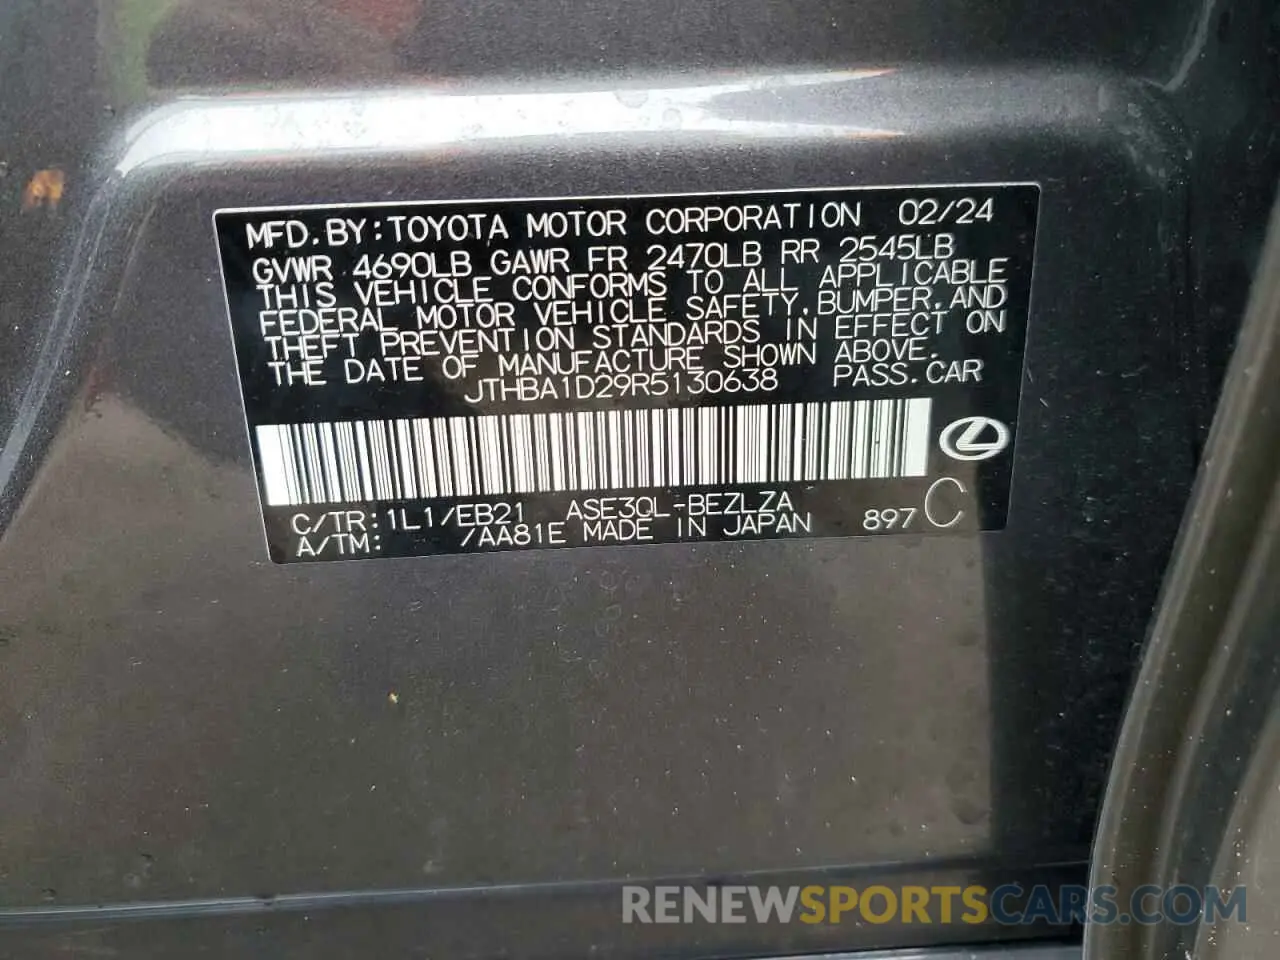 MFD. BY: TOYOTA MOTOR CORPORATION 02/24
GVWR 4690LB GAWR FR 2470LB RR 2545LB
THIS VEHICLE CONFORMS TO ALL APPLICABLE
FEDERAL MOTOR VEHICLE SAFETY, BUMPER, AND
THEFT PREVENTION STANDARDS IN EFFECT ON
THE DATE OF MANUFACTURE SHOWN ABOVE.
JTHBA1D29R5130638 PASS. CAR
C/TR: 1L1/EB21 ASE30L-BEZLZA
A/TM: /AA81E MADE IN JAPAN 897 C
RENEWSPORTSCARS.COM